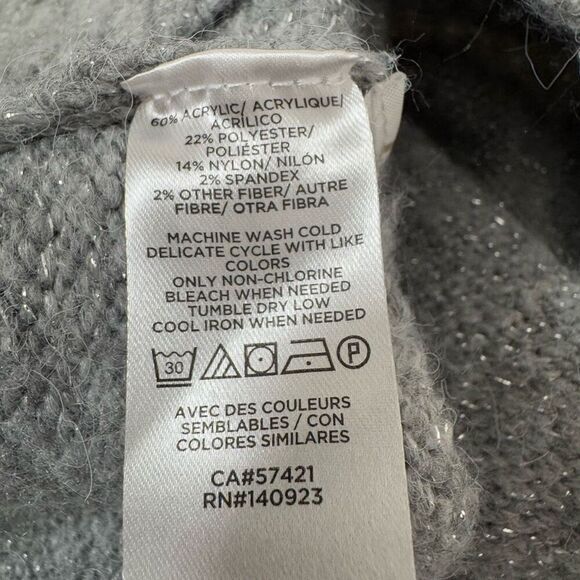 60% ACRYLIC/ ACRYLIQUE/
ACRÍLICO
22% POLYESTER/
POLIÉSTER
14% NYLON/ NILÓN
2% SPANDEX
2% OTHER FIBER/ AUTRE
FIBRE/ OTRA FIBRA
MACHINE WASH COLD
DELICATE CYCLE WITH LIKE
COLORS
ONLY NON-CHLORINE
BLEACH WHEN NEEDED
TUMBLE DRY LOW
COOL IRON WHEN NEEDED
30 P
AVEC DES COULEURS
SEMBLABLES / CON
COLORES SIMILARES
CA#57421
RN#140923